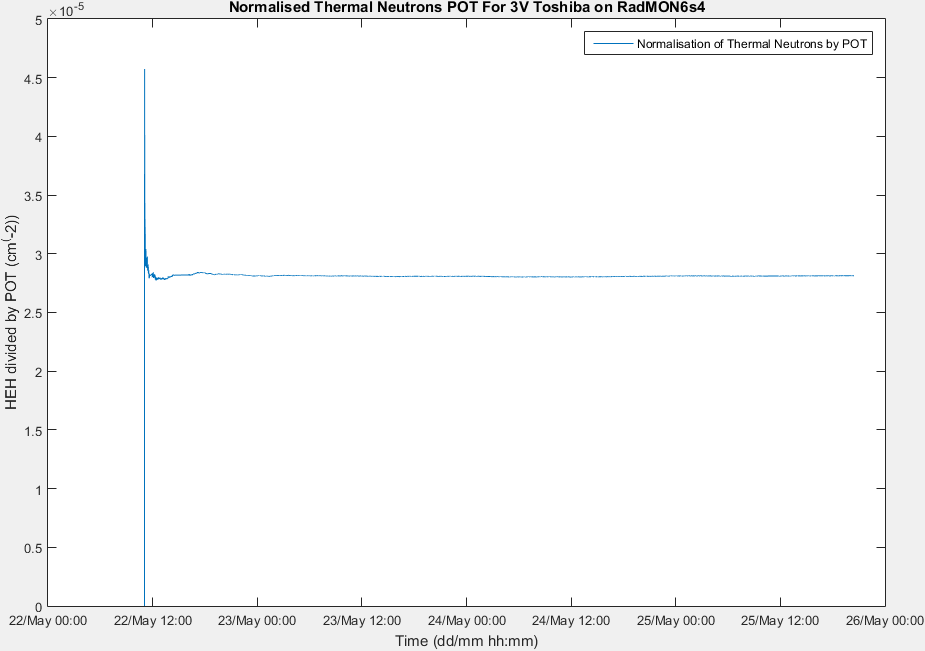 Normalised Thermal Neutrons POT For 3V Toshiba on RadMON6s4
×10-5
Normalisation of Thermal Neutrons by POT
5
4.5
4
3.5
3
2.5
2
1.5
1
0.5
0
HEH divided by POT (cm(-2))
22/May 00:00
22/May 12:00
23/May 00:00
23/May 12:00
24/May 00:00
24/May 12:00
25/May 00:00
25/May 12:00
26/May 00:00
Time (dd/mm hh:mm)